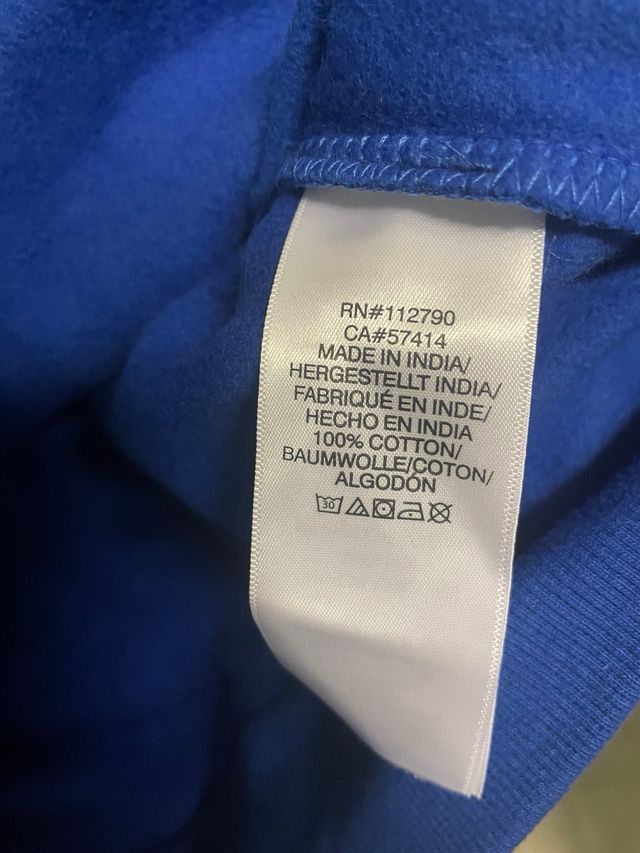 RN#112790
CA#57414
MADE IN INDIA/
HERGESTELLT INDIA/
FABRIQUÉ EN INDE/
HECHO EN INDIA
100% COTTON/
BAUMWOLLE/COTON/
ALGODÓN
30